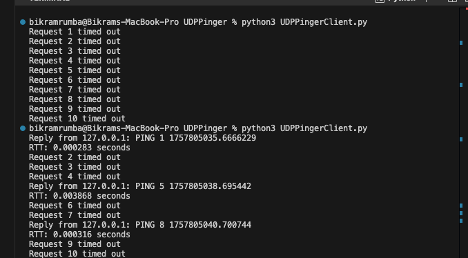 bikramrumba@Bikrams-MacBook-Pro UDPPinger % python3 UDPPingerClient.py
Request 1 timed out
Request 2 timed out
Request 3 timed out
Request 4 timed out
Request 5 timed out
Request 6 timed out
Request 7 timed out
Request 8 timed out
Request 9 timed out
Request 10 timed out
bikramrumba@Bikrams-MacBook-Pro UDPPinger % python3 UDPPingerClient.py
Reply from 127.0.0.1: PING 1 1757805035.6666229
RTT: 0.000283 seconds
Request 2 timed out
Request 3 timed out
Request 4 timed out
Reply from 127.0.0.1: PING 5 1757805038.695442
RTT: 0.003868 seconds
Request 6 timed out
Request 7 timed out
Reply from 127.0.0.1: PING 8 1757805040.700744
RTT: 0.000316 seconds
Request 9 timed out
Request 10 timed out